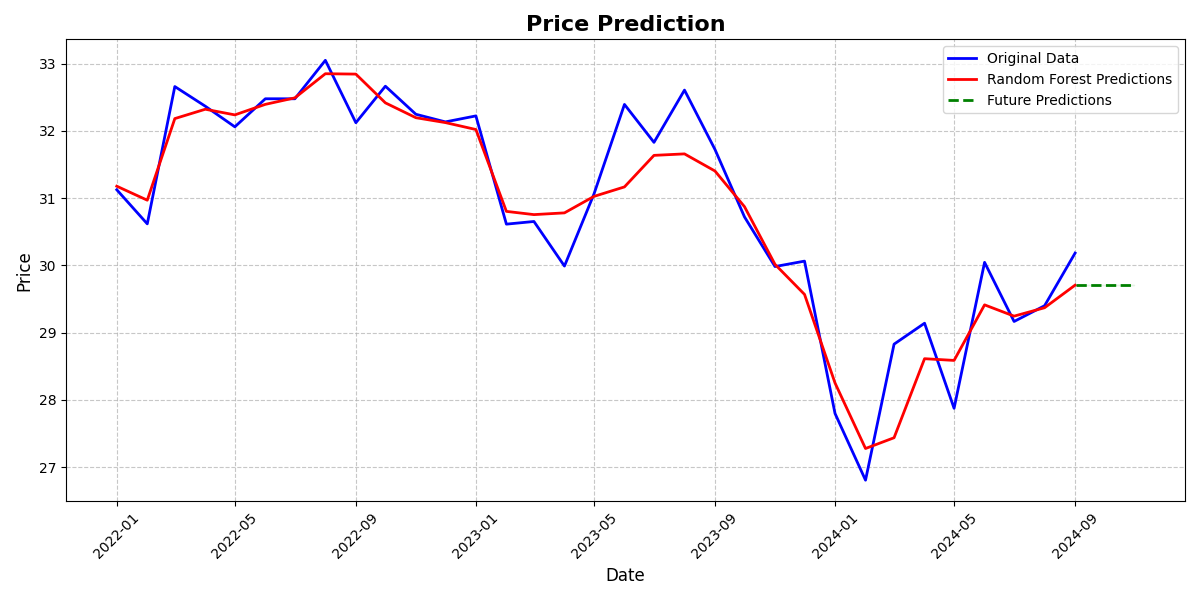 Price Prediction
Original Data
Random Forest Predictions
Future Predictions
Price
33
32
31
30
29
28
27
2022-01
2022-05
2022-09
2023-01
2023-05
2023-09
2024-01
2024-05
2024-09
Date